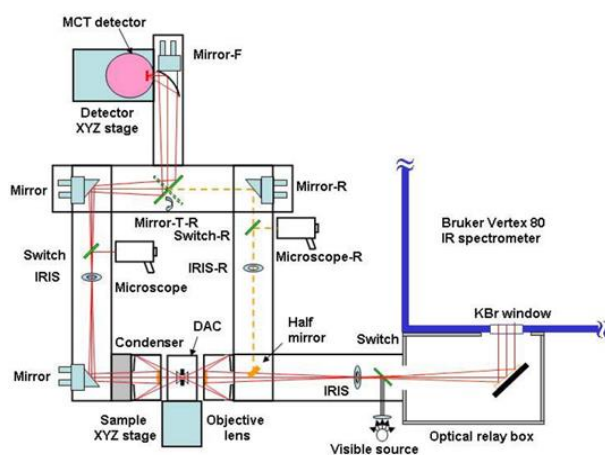 MCT detector
Mirror-F
Detector
XYZ stage
Mirror
Mirror-R
Mirror-T-R
Switch-R
Bruker Vertex 80
IR spectrometer
Switch
IRIS
Microscope
IRIS-R
Microscope-R
KBr window
Condenser
DAC
Half
mirror
Switch
Mirror
Sample
XYZ stage
Objective
lens
IRIS
Visible source
Optical relay box